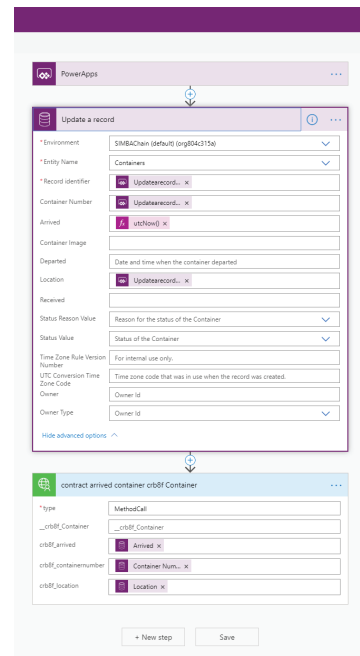 PowerApps
Update a record
* Environment
SIMBAChain (default) (org804c315a)
* Entity Name
Containers
* Record identifier
Updatearecord... ×
Container Number
Updatearecord... ×
Arrived
fx utcNow() ×
Container Image
Departed
Date and time when the container departed
Location
Updatearecord... ×
Received
Status Reason Value
Reason for the status of the Container
Status Value
Status of the Container
Time Zone Rule Version
Number
For internal use only.
UTC Conversion Time
Zone Code
Time zone code that was in use when the record was created.
Owner
Owner Id
Owner Type
Owner Id
Hide advanced options
contract arrived container crb8f Container
* type
MethodCall
__crb8f_Container
__crb8f_Container
crb8f_arrived
Arrived ×
crb8f_containernumber
Container Num... ×
crb8f_location
Location ×
+ New step
Save